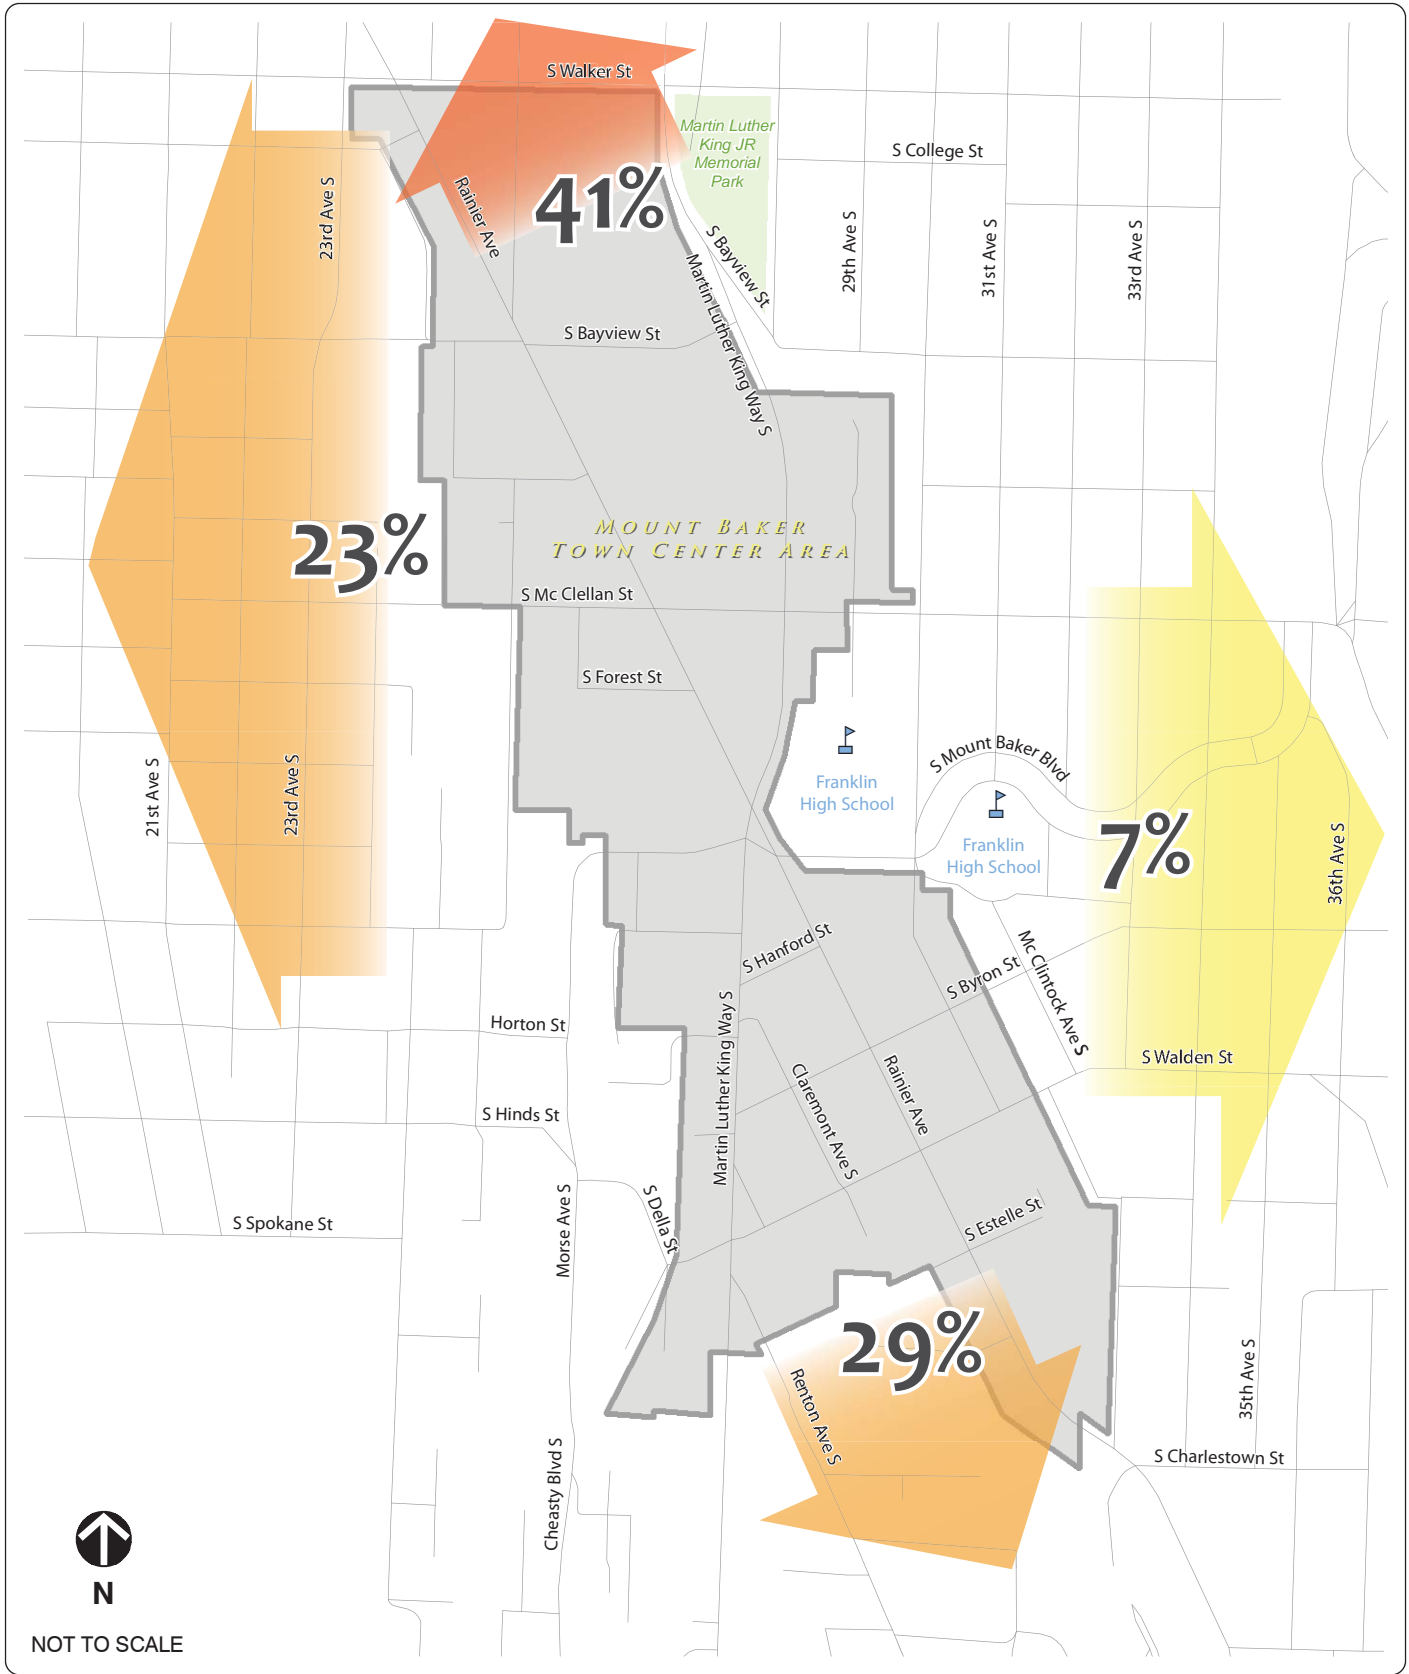 S Walker St
Martin Luther
King JR
Memorial
Park
S College St
41%
Rainier Ave
23rd Ave S
S Bayview St
29th Ave S
31st Ave S
33rd Ave S
Martin Luther King Way S
S Bayview St
23%
MOUNT BAKER
TOWN CENTER AREA
S Mc Clellan St
S Forest St
S Mount Baker Blvd
Franklin
High School
Franklin
High School
7%
21st Ave S
23rd Ave S
36th Ave S
S Hanford St
S Byron St
Mc Clintock Ave S
Horton St
Martin Luther King Way S
S Walden St
Claremont Ave S
Rainier Ave
S Hinds St
Morse Ave S
S Della St
S Spokane St
S Estelle St
29%
Renton Ave S
35th Ave S
S Charlestown St
Cheasty Blvd S
N
NOT TO SCALE